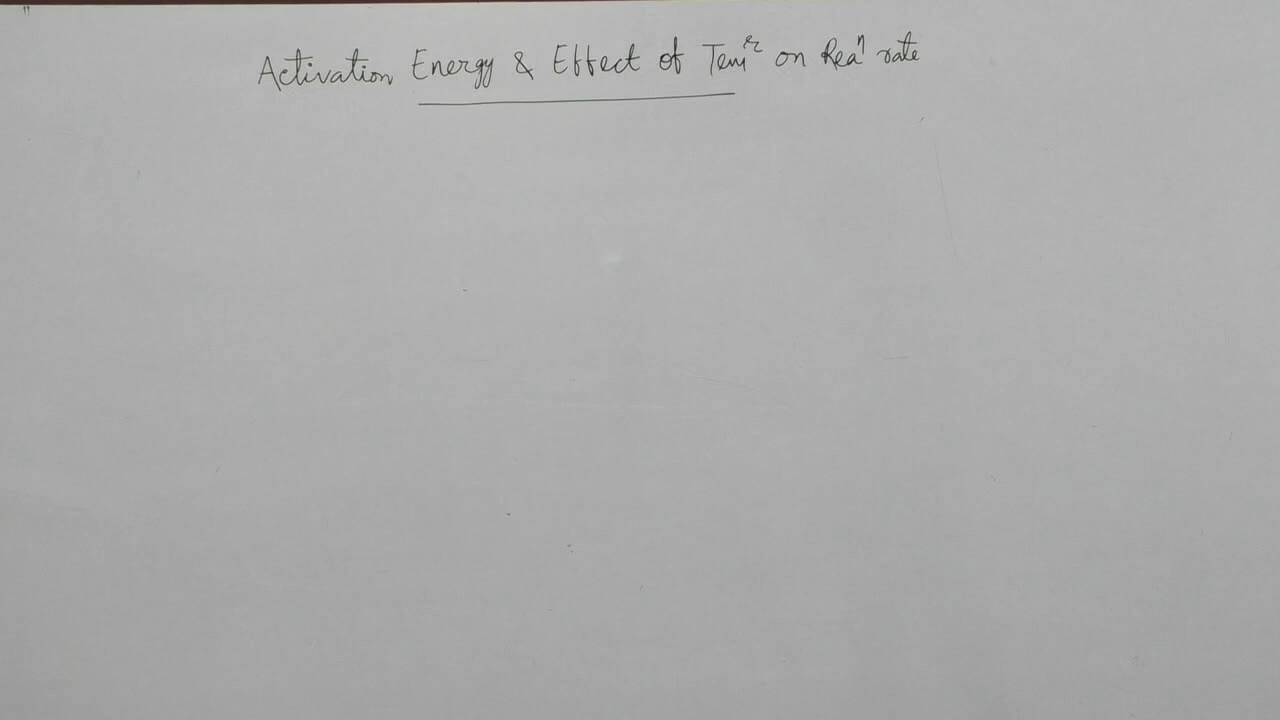 Activation Energy & Effect of Temʳ on Reaⁿ rate